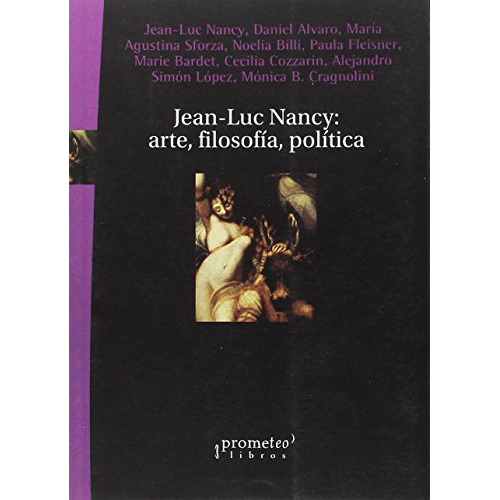 Jean-Luc Nancy, Daniel Alvaro, María
Agustina Sforza, Noelia Billi, Paula Fleisner,
Marie Bardet, Cecilia Cozzarin, Alejandro
Simón López, Mónica B. Cragnolini
Jean-Luc Nancy:
arte, filosofía, política
prometeo
libros